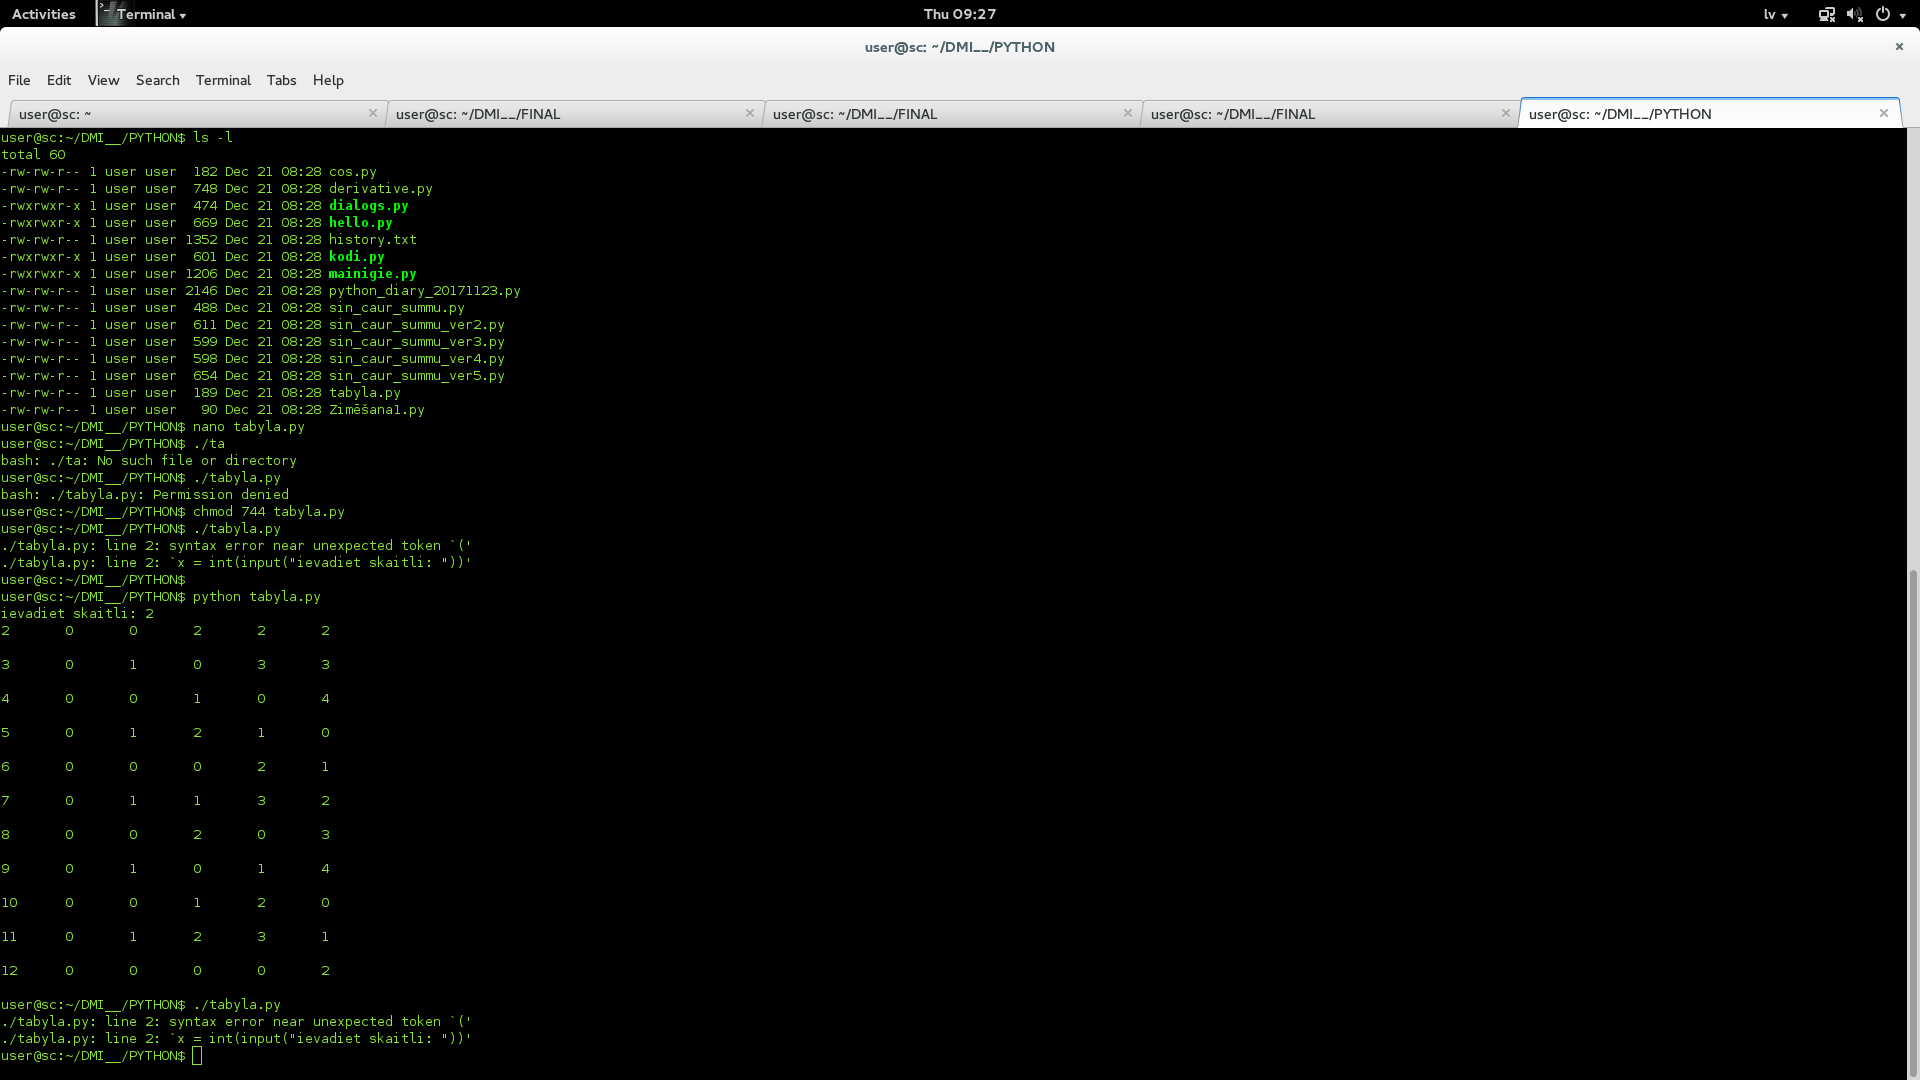 Activities Terminal Thu 09:27 lv
user@sc: ~/DMI__/PYTHON
File Edit View Search Terminal Tabs Help
user@sc: ~ user@sc: ~/DMI__/FINAL user@sc: ~/DMI__/FINAL user@sc: ~/DMI__/FINAL user@sc: ~/DMI__/PYTHON
user@sc:~/DMI__/PYTHON$ ls -l
total 60
-rw-rw-r-- 1 user user  182 Dec 21 08:28 cos.py
-rw-rw-r-- 1 user user  748 Dec 21 08:28 derivative.py
-rwxrwxr-x 1 user user  474 Dec 21 08:28 dialogs.py
-rwxrwxr-x 1 user user  669 Dec 21 08:28 hello.py
-rw-rw-r-- 1 user user 1352 Dec 21 08:28 history.txt
-rwxrwxr-x 1 user user  601 Dec 21 08:28 kodi.py
-rwxrwxr-x 1 user user 1206 Dec 21 08:28 mainigie.py
-rw-rw-r-- 1 user user 2146 Dec 21 08:28 python_diary_20171123.py
-rw-rw-r-- 1 user user  488 Dec 21 08:28 sin_caur_summu.py
-rw-rw-r-- 1 user user  611 Dec 21 08:28 sin_caur_summu_ver2.py
-rw-rw-r-- 1 user user  599 Dec 21 08:28 sin_caur_summu_ver3.py
-rw-rw-r-- 1 user user  598 Dec 21 08:28 sin_caur_summu_ver4.py
-rw-rw-r-- 1 user user  654 Dec 21 08:28 sin_caur_summu_ver5.py
-rw-rw-r-- 1 user user  189 Dec 21 08:28 tabyla.py
-rw-rw-r-- 1 user user   90 Dec 21 08:28 Zimēšana1.py
user@sc:~/DMI__/PYTHON$ nano tabyla.py
user@sc:~/DMI__/PYTHON$ ./ta
bash: ./ta: No such file or directory
user@sc:~/DMI__/PYTHON$ ./tabyla.py
bash: ./tabyla.py: Permission denied
user@sc:~/DMI__/PYTHON$ chmod 744 tabyla.py
user@sc:~/DMI__/PYTHON$ ./tabyla.py
./tabyla.py: line 2: syntax error near unexpected token `('
./tabyla.py: line 2: `x = int(input("ievadiet skaitli: "))'
user@sc:~/DMI__/PYTHON$
user@sc:~/DMI__/PYTHON$ python tabyla.py
ievadiet skaitli: 2
2 0 0 2 2 2
3 0 1 0 3 3
4 0 0 1 0 4
5 0 1 2 1 0
6 0 0 0 2 1
7 0 1 1 3 2
8 0 0 2 0 3
9 0 1 0 1 4
10 0 0 1 2 0
11 0 1 2 3 1
12 0 0 0 0 2
user@sc:~/DMI__/PYTHON$ ./tabyla.py
./tabyla.py: line 2: syntax error near unexpected token `('
./tabyla.py: line 2: `x = int(input("ievadiet skaitli: "))'
user@sc:~/DMI__/PYTHON$